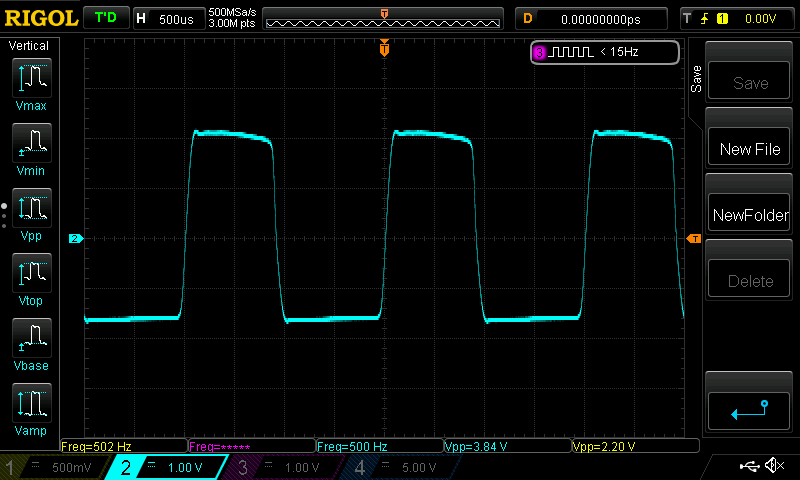 RIGOL T'D H 500us 500MSa/s 3.00M pts T D 0.00000000ps T 1 0.00V
Vertical
T
3 < 15Hz
Save
Save
Vmax
New File
Vmin
NewFolder
Vpp
2
T
Vtop
Delete
Vbase
Vamp
Freq=502 Hz Freq=***** Freq=500 Hz Vpp=3.84 V Vpp=2.20 V
1 500mV 2 1.00 V 3 1.00 V 4 5.00 V